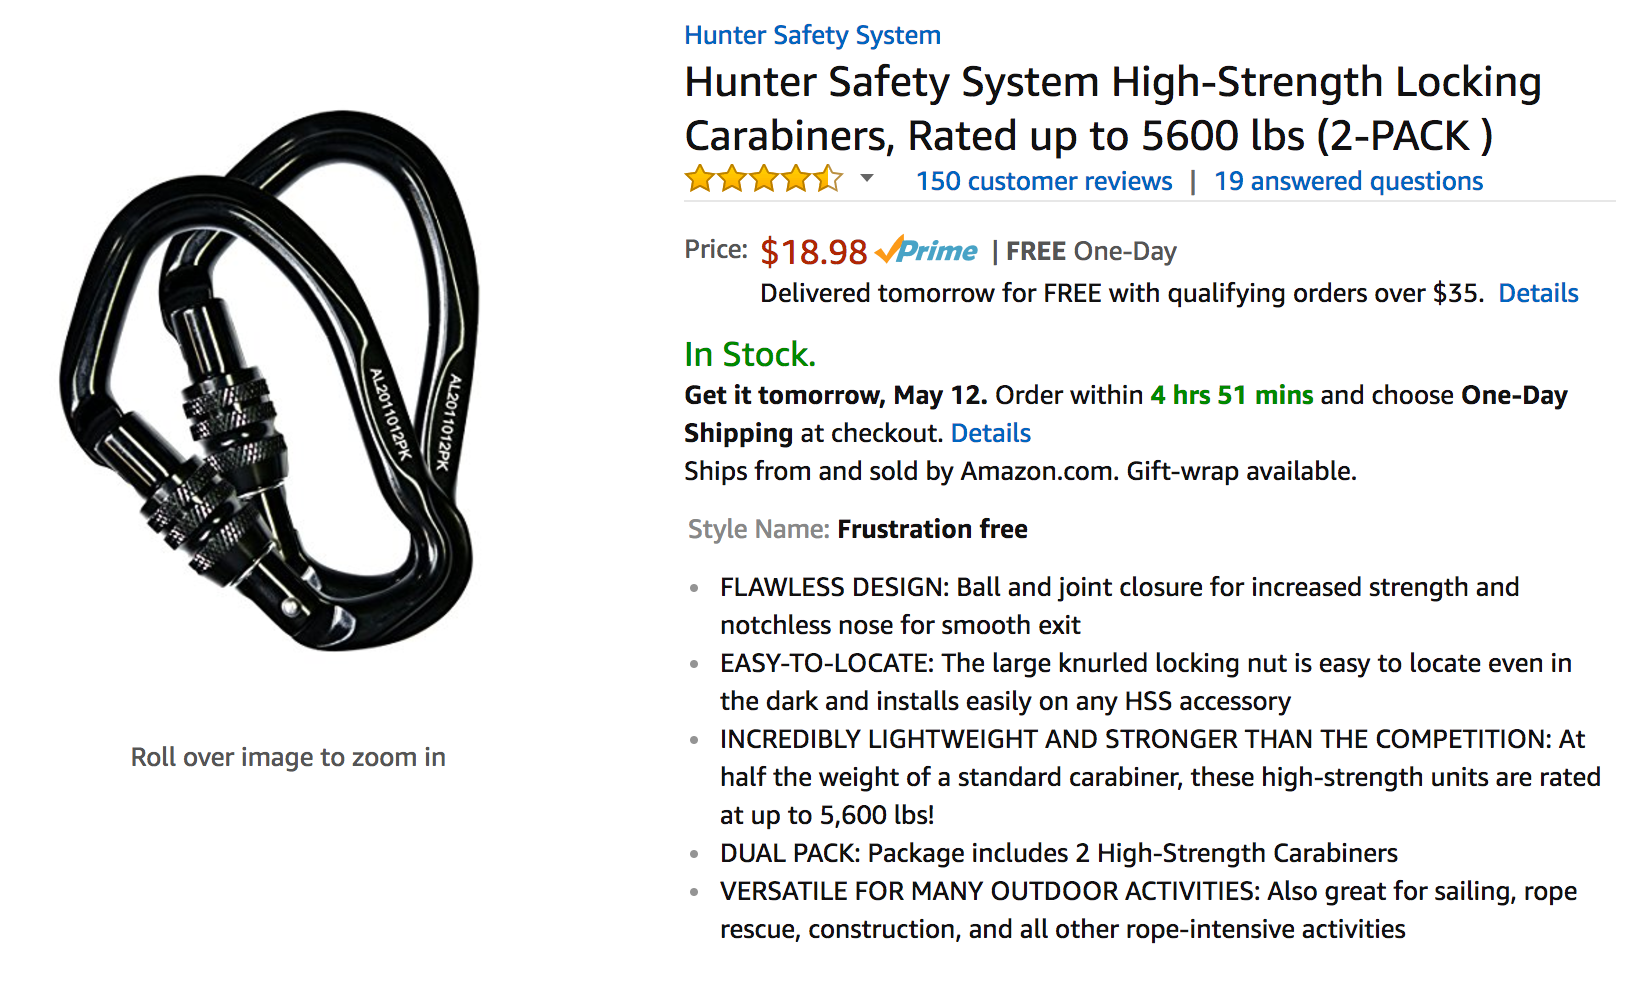 Hunter Safety System
Hunter Safety System High-Strength Locking
Carabiners, Rated up to 5600 lbs (2-PACK )
150 customer reviews | 19 answered questions
Price: $18.98 Prime | FREE One-Day
Delivered tomorrow for FREE with qualifying orders over $35. Details
In Stock.
Get it tomorrow, May 12. Order within 4 hrs 51 mins and choose One-Day
Shipping at checkout. Details
Ships from and sold by Amazon.com. Gift-wrap available.
Style Name: Frustration free
• FLAWLESS DESIGN: Ball and joint closure for increased strength and
notchless nose for smooth exit
• EASY-TO-LOCATE: The large knurled locking nut is easy to locate even in
the dark and installs easily on any HSS accessory
• INCREDIBLY LIGHTWEIGHT AND STRONGER THAN THE COMPETITION: At
half the weight of a standard carabiner, these high-strength units are rated
at up to 5,600 lbs!
• DUAL PACK: Package includes 2 High-Strength Carabiners
• VERSATILE FOR MANY OUTDOOR ACTIVITIES: Also great for sailing, rope
rescue, construction, and all other rope-intensive activities
AL2011012PK
AL2011012PK
Roll over image to zoom in